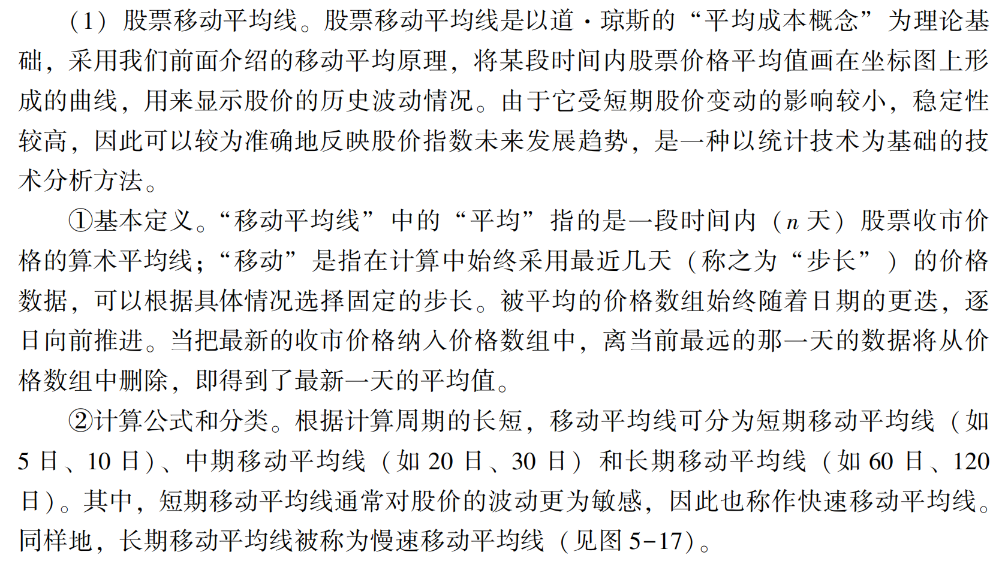 （1）股票移动平均线。股票移动平均线是以道·琼斯的“平均成本概念”为理论基
础，采用我们前面介绍的移动平均原理，将某段时间内股票价格平均值画在坐标图上形
成的曲线，用来显示股价的历史波动情况。由于它受短期股价变动的影响较小，稳定性
较高，因此可以较为准确地反映股价指数未来发展趋势，是一种以统计技术为基础的技
术分析方法。
①基本定义。“移动平均线”中的“平均”指的是一段时间内（n 天）股票收市价
格的算术平均线；“移动”是指在计算中始终采用最近几天（称之为“步长”）的价格
数据，可以根据具体情况选择固定的步长。被平均的价格数组始终随着日期的更迭，逐
日向前推进。当把最新的收市价格纳入价格数组中，离当前最远的那一天的数据将从价
格数组中删除，即得到了最新一天的平均值。
②计算公式和分类。根据计算周期的长短，移动平均线可分为短期移动平均线（如
5 日、10 日）、中期移动平均线（如 20 日、30 日）和长期移动平均线（如 60 日、120
日）。其中，短期移动平均线通常对股价的波动更为敏感，因此也称作快速移动平均线。
同样地，长期移动平均线被称为慢速移动平均线（见图 5-17）。